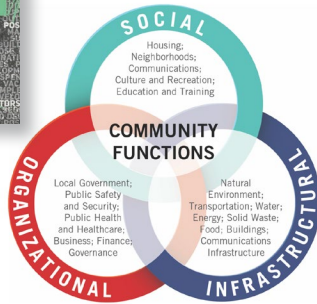 SOCIAL
Housing;
Neighborhoods;
Communications;
Culture and Recreation;
Education and Training
COMMUNITY
FUNCTIONS
ORGANIZATIONAL
Local Government;
Public Safety
and Security;
Public Health
and Healthcare;
Business; Finance;
Governance
INFRASTRUCTURAL
Natural
Environment;
Transportation; Water;
Energy; Solid Waste;
Food; Buildings;
Communications
Infrastructure